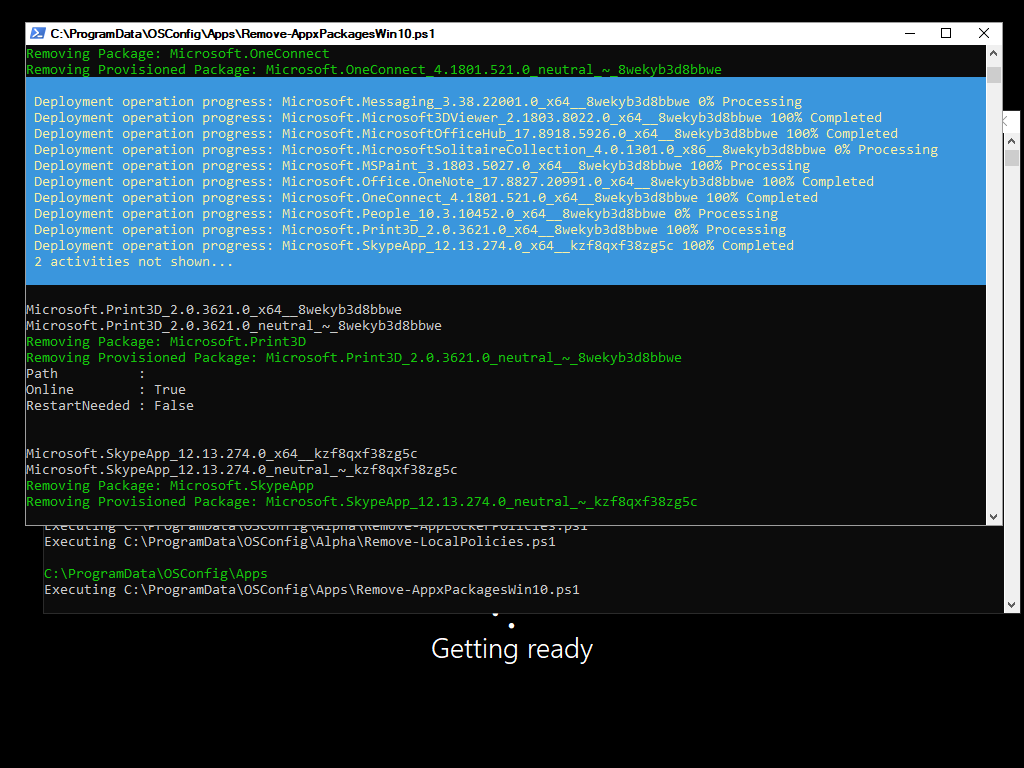 C:\ProgramData\OSConfig\Apps\Remove-AppxPackagesWin10.ps1
Removing Package: Microsoft.OneConnect
Removing Provisioned Package: Microsoft.OneConnect_4.1801.521.0_neutral_~_8wekyb3d8bbwe
Deployment operation progress: Microsoft.Messaging_3.38.22001.0_x64__8wekyb3d8bbwe 0% Processing
Deployment operation progress: Microsoft.Microsoft3DViewer_2.1803.8022.0_x64__8wekyb3d8bbwe 100% Completed
Deployment operation progress: Microsoft.MicrosoftOfficeHub_17.8918.5926.0_x64__8wekyb3d8bbwe 100% Completed
Deployment operation progress: Microsoft.MicrosoftSolitaireCollection_4.0.1301.0_x86__8wekyb3d8bbwe 0% Processing
Deployment operation progress: Microsoft.MSPaint_3.1803.5027.0_x64__8wekyb3d8bbwe 100% Processing
Deployment operation progress: Microsoft.Office.OneNote_17.8827.20991.0_x64__8wekyb3d8bbwe 100% Completed
Deployment operation progress: Microsoft.OneConnect_4.1801.521.0_x64__8wekyb3d8bbwe 100% Completed
Deployment operation progress: Microsoft.People_10.3.10452.0_x64__8wekyb3d8bbwe 0% Processing
Deployment operation progress: Microsoft.Print3D_2.0.3621.0_x64__8wekyb3d8bbwe 100% Processing
Deployment operation progress: Microsoft.SkypeApp_12.13.274.0_x64__kzf8qxf38zg5c 100% Completed
2 activities not shown...
Microsoft.Print3D_2.0.3621.0_x64__8wekyb3d8bbwe
Microsoft.Print3D_2.0.3621.0_neutral_~_8wekyb3d8bbwe
Removing Package: Microsoft.Print3D
Removing Provisioned Package: Microsoft.Print3D_2.0.3621.0_neutral_~_8wekyb3d8bbwe
Path          :
Online        : True
RestartNeeded : False
Microsoft.SkypeApp_12.13.274.0_x64__kzf8qxf38zg5c
Microsoft.SkypeApp_12.13.274.0_neutral_~_kzf8qxf38zg5c
Removing Package: Microsoft.SkypeApp
Removing Provisioned Package: Microsoft.SkypeApp_12.13.274.0_neutral_~_kzf8qxf38zg5c
Executing C:\ProgramData\OSConfig\Alpha\Remove-AppLockerPolicies.ps1
Executing C:\ProgramData\OSConfig\Alpha\Remove-LocalPolicies.ps1
C:\ProgramData\OSConfig\Apps
Executing C:\ProgramData\OSConfig\Apps\Remove-AppxPackagesWin10.ps1
Getting ready